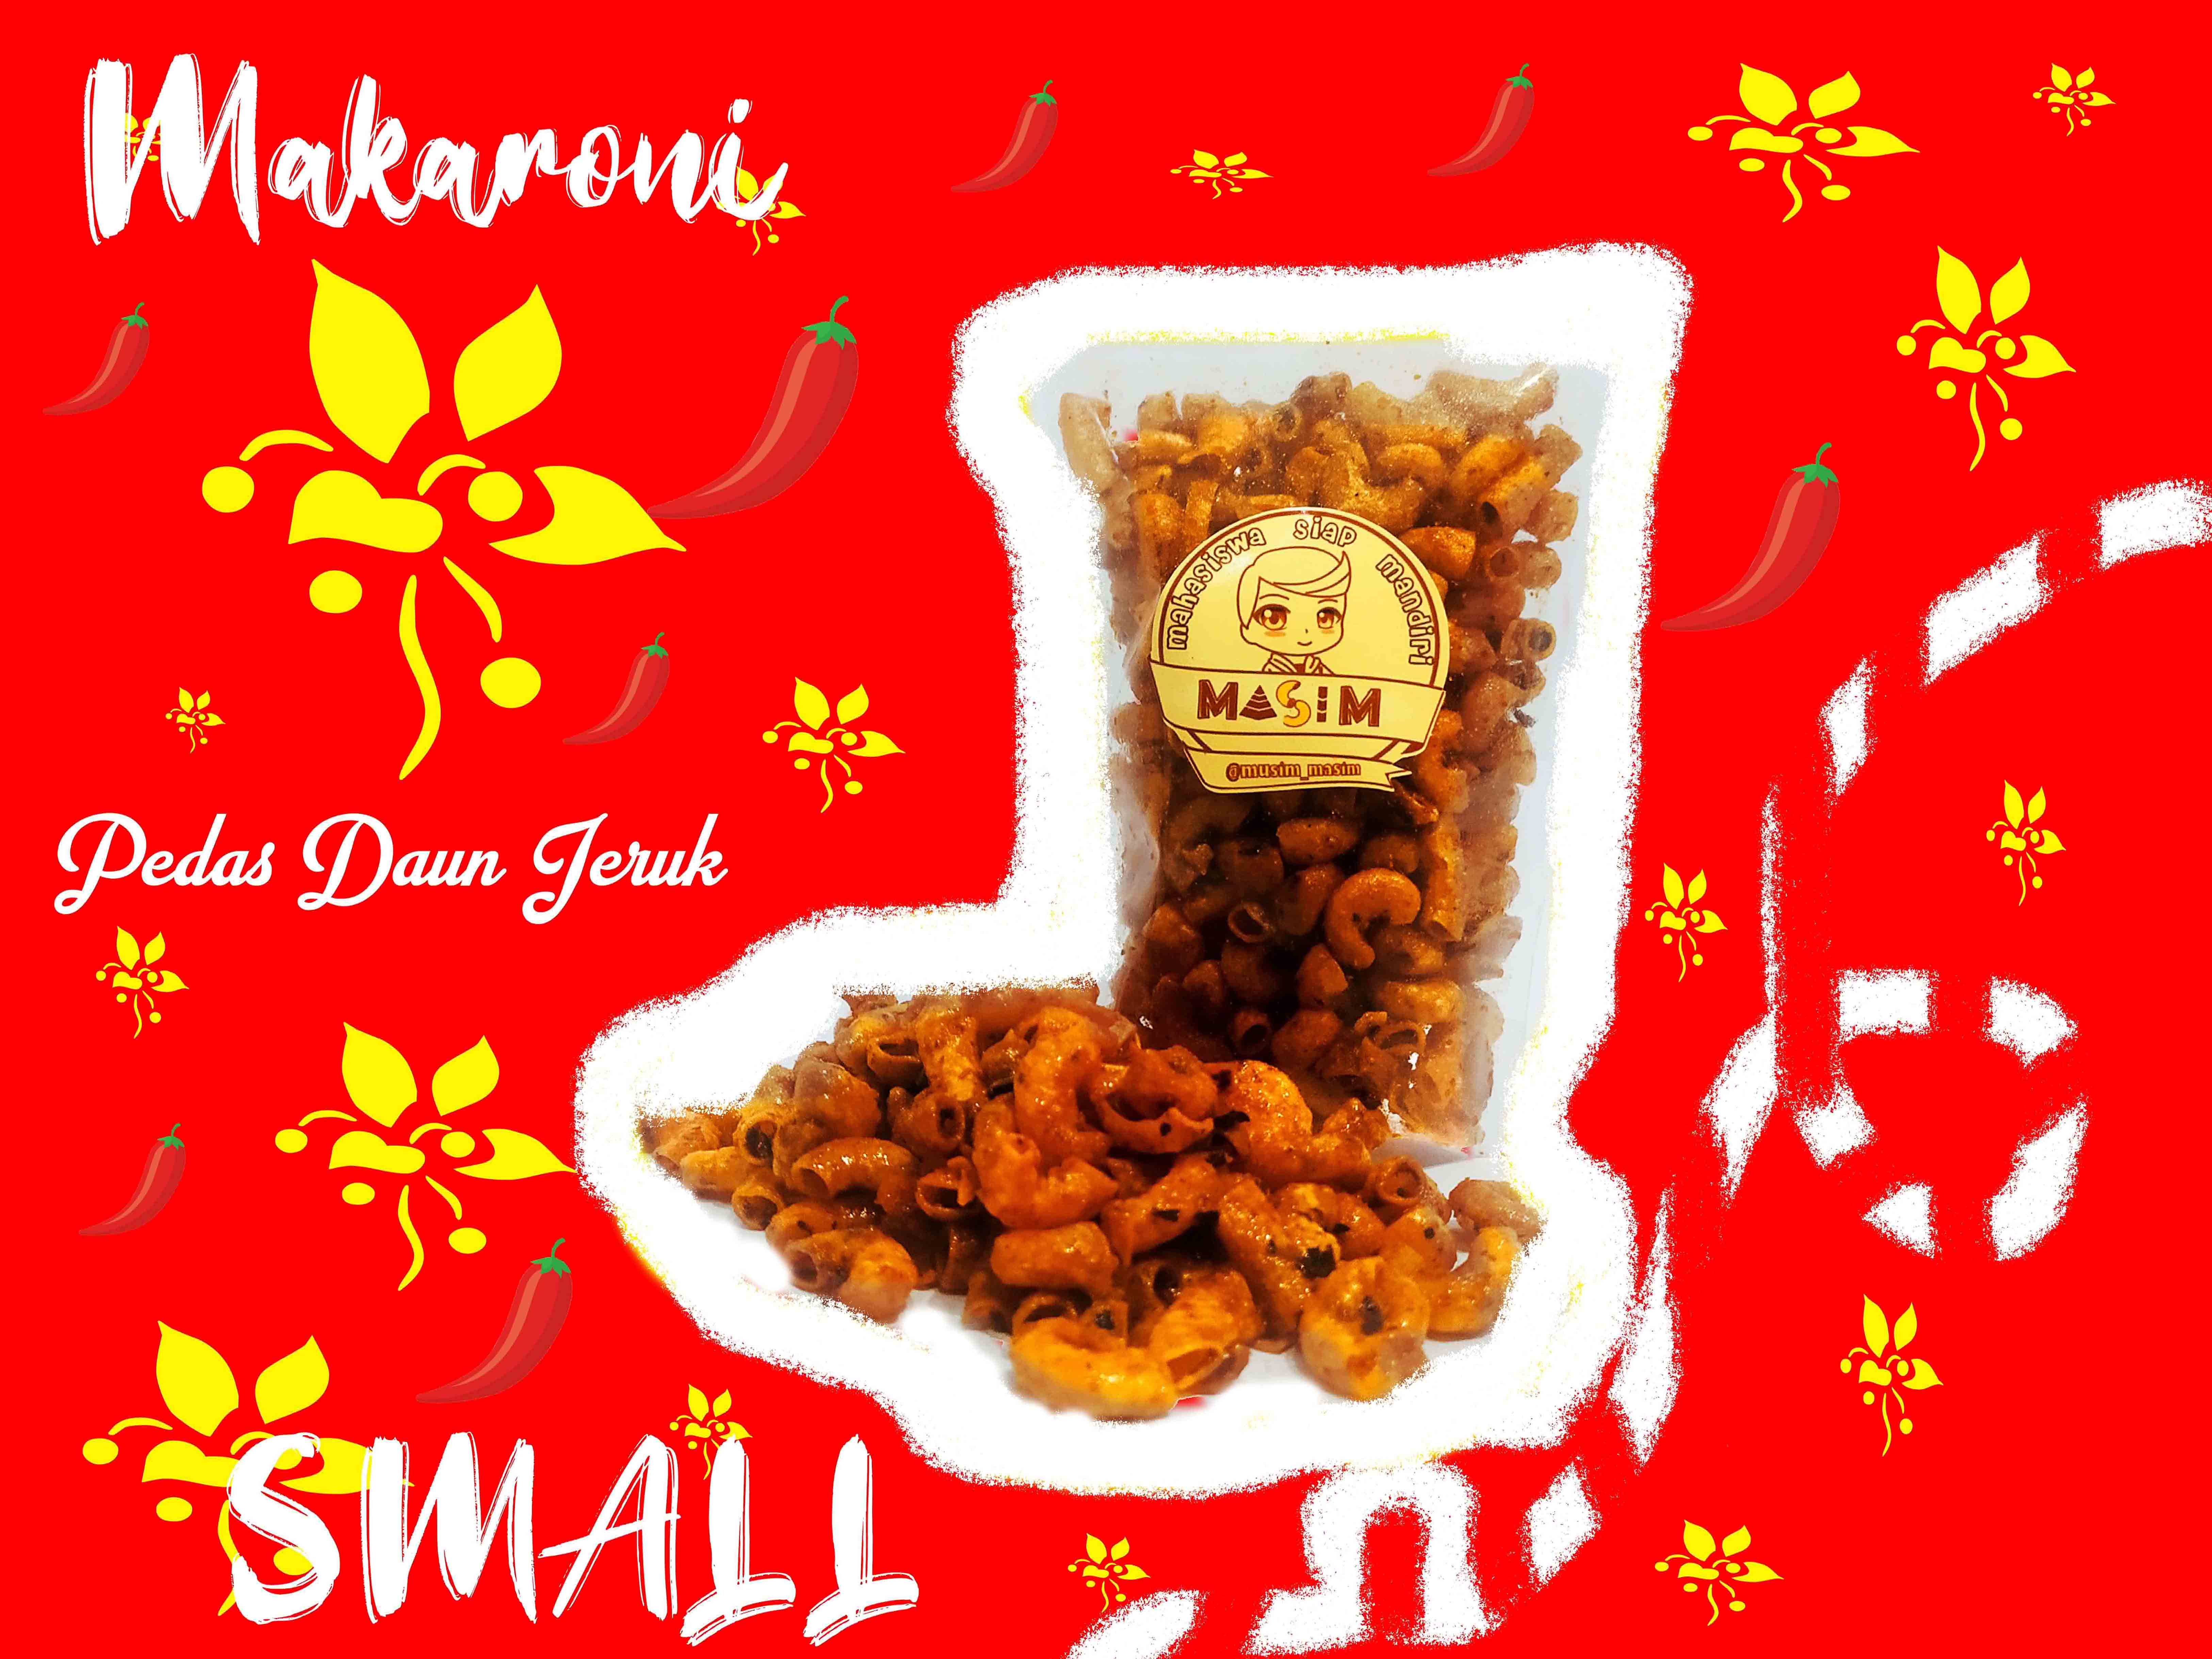 Makaroni
Pedas Daun Jeruk
SMALL
mahasiswa siap mandiri
MASIM
@musim_masim